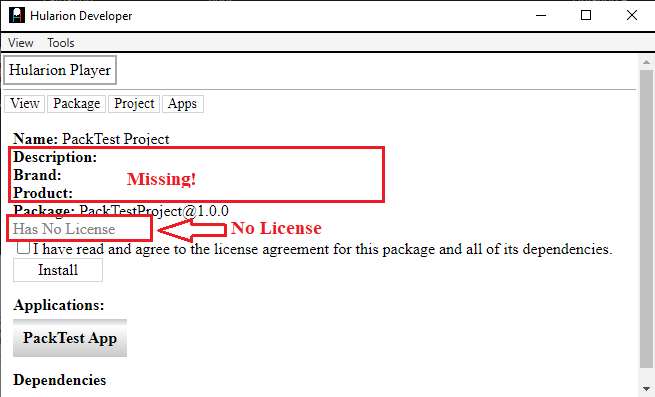 Hularion Developer
View Tools
Hularion Player
View Package Project Apps
Name: PackTest Project
Description:
Brand:
Missing!
Product:
Package: PackTestProject@1.0.0
Has No License
No License
I have read and agree to the license agreement for this package and all of its dependencies.
Install
Applications:
PackTest App
Dependencies